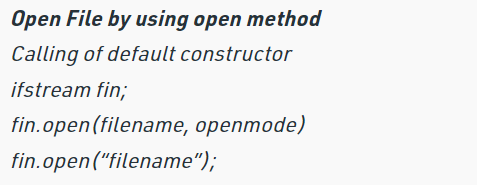 Open File by using open method
Calling of default constructor
ifstream fin;
fin.open(filename, openmode)
fin.open(“filename”);